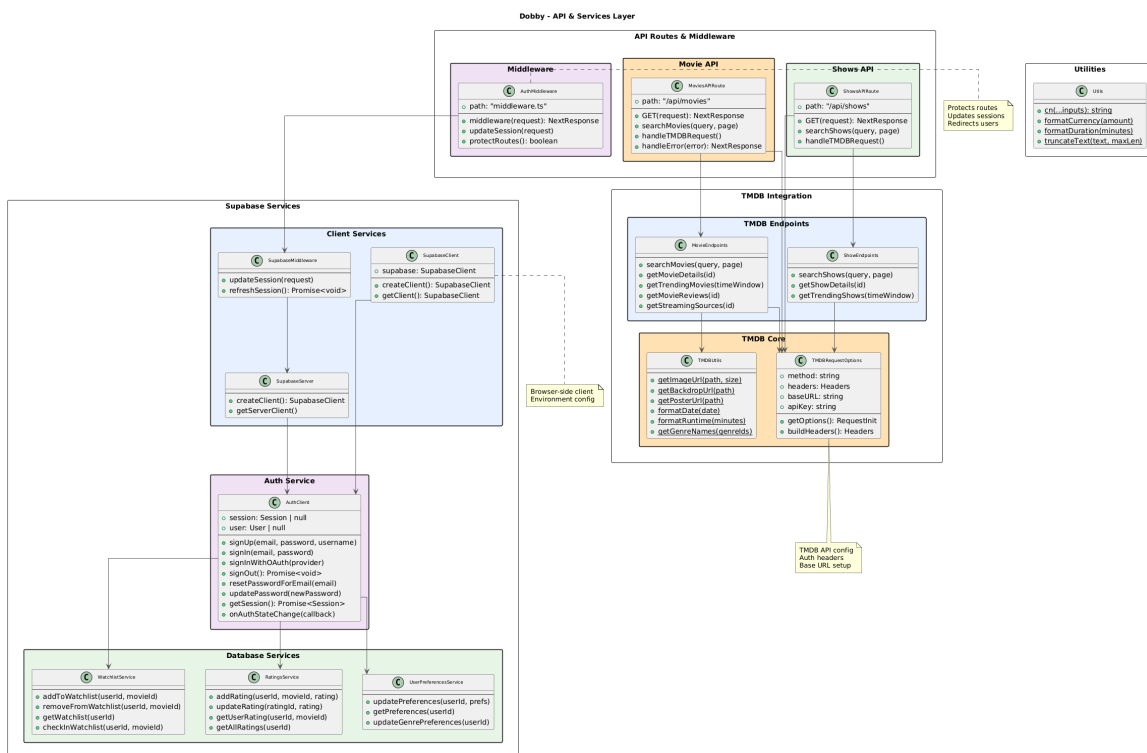 Dobby - API & Services Layer
API Routes & Middleware
Middleware
C AuthMiddleware
path: "middleware.ts"
middleware(request): NextResponse
updateSession(request)
protectRoutes(): boolean
Movie API
C MoviesAPIRoute
path: "/api/movies"
GET(request): NextResponse
searchMovies(query, page)
handleTMDBRequest()
handleError(error): NextResponse
Shows API
C ShowsAPIRoute
path: "/api/shows"
GET(request): NextResponse
searchShows(query, page)
handleTMDBRequest()
Protects routes
Updates sessions
Redirects users
Utilities
C Utils
cn(...inputs): string
formatCurrency(amount)
formatDuration(minutes)
truncateText(text, maxLen)
Supabase Services
Client Services
C SupabaseMiddleware
updateSession(request)
refreshSession(): Promise<void>
C SupabaseClient
supabase: SupabaseClient
createClient(): SupabaseClient
getClient(): SupabaseClient
C SupabaseServer
createClient(): SupabaseClient
getServerClient()
Browser-side client
Environment config
TMDB Integration
TMDB Endpoints
C MovieEndpoints
searchMovies(query, page)
getMovieDetails(id)
getTrendingMovies(timeWindow)
getMovieReviews(id)
getStreamingSources(id)
C ShowEndpoints
searchShows(query, page)
getShowDetails(id)
getTrendingShows(timeWindow)
TMDB Core
C TMDBUtils
getImageUrl(path, size)
getBackdropUrl(path)
getPosterUrl(path)
formatDate(date)
formatRuntime(minutes)
getGenreNames(genreIds)
C TMDBRequestOptions
method: string
headers: Headers
baseURL: string
apiKey: string
getOptions(): RequestInit
buildHeaders(): Headers
TMDB API config
Auth headers
Base URL setup
Auth Service
C AuthClient
session: Session | null
user: User | null
signUp(email, password, username)
signIn(email, password)
signInWithOAuth(provider)
signOut(): Promise<void>
resetPasswordForEmail(email)
updatePassword(newPassword)
getSession(): Promise<Session>
onAuthStateChange(callback)
Database Services
C WatchlistService
addToWatchlist(userId, movieId)
removeFromWatchlist(userId, movieId)
getWatchlist(userId)
checkInWatchlist(userId, movieId)
C RatingsService
addRating(userId, movieId, rating)
updateRating(ratingId, rating)
getUserRating(userId, movieId)
getAllRatings(userId)
C UserPreferencesService
updatePreferences(userId, prefs)
getPreferences(userId)
updateGenrePreferences(userId)